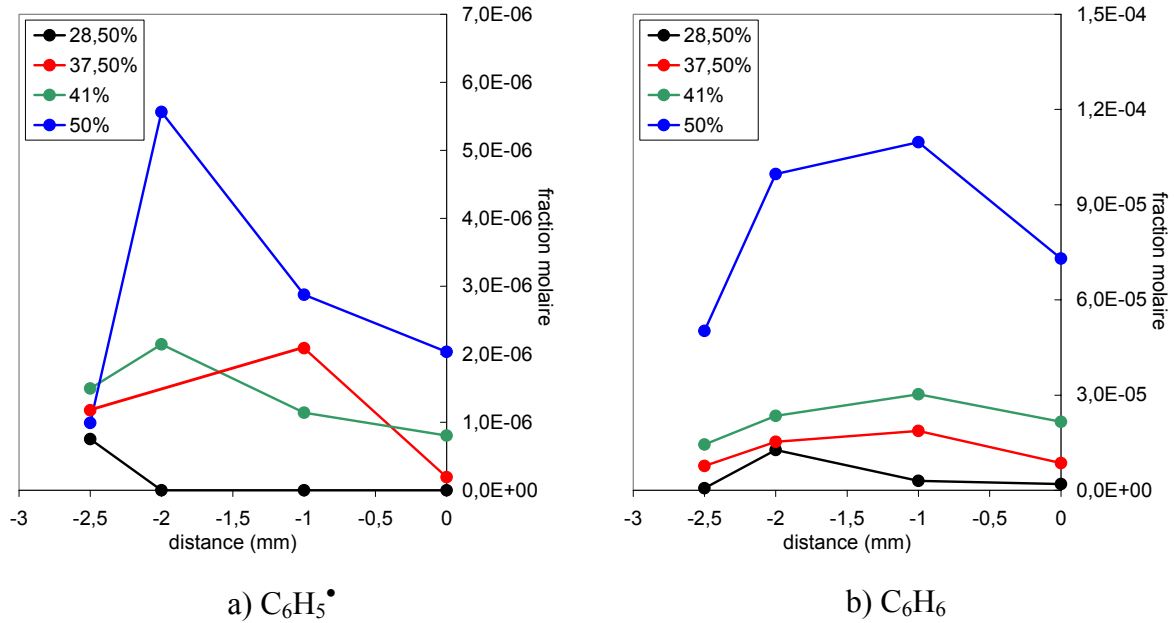 28,50%
37,50%
41%
50%
7,0E-06
6,0E-06
5,0E-06
4,0E-06
3,0E-06
2,0E-06
1,0E-06
0,0E+00
fraction molaire
-3 -2,5 -2 -1,5 -1 -0,5 0
distance (mm)
a) C₆H₅•
28,50%
37,50%
41%
50%
1,5E-04
1,2E-04
9,0E-05
6,0E-05
3,0E-05
0,0E+00
fraction molaire
-3 -2,5 -2 -1,5 -1 -0,5 0
distance (mm)
b) C₆H₆